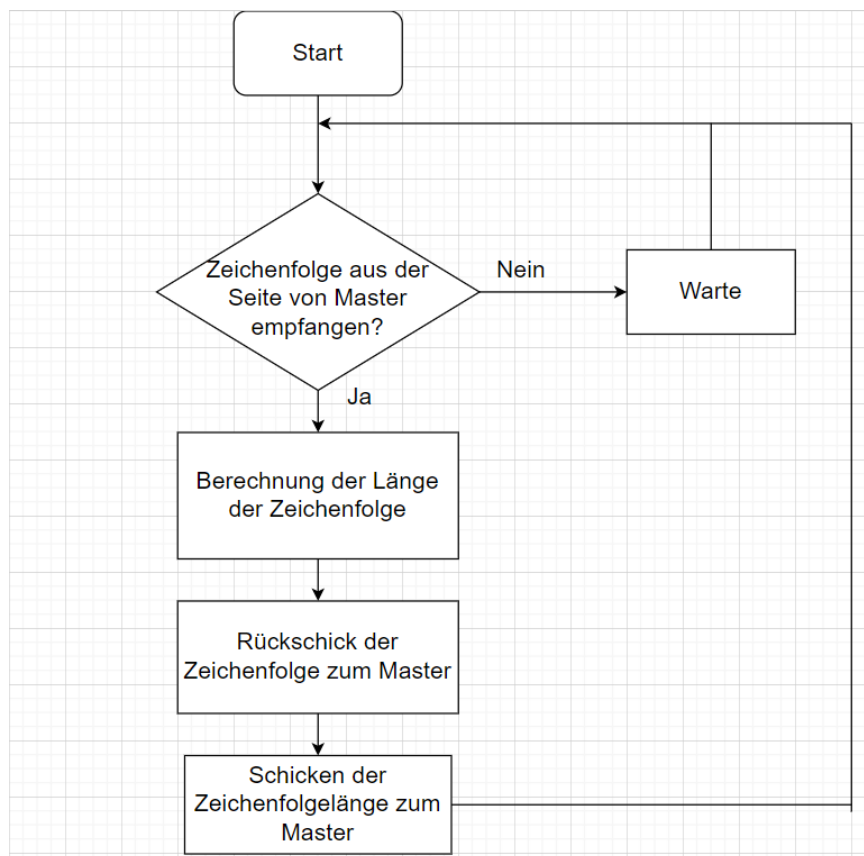 Start
Zeichenfolge aus der
Seite von Master
empfangen?
Nein
Warte
Ja
Berechnung der Länge
der Zeichenfolge
Rückschick der
Zeichenfolge zum Master
Schicken der
Zeichenfolgelänge zum
Master